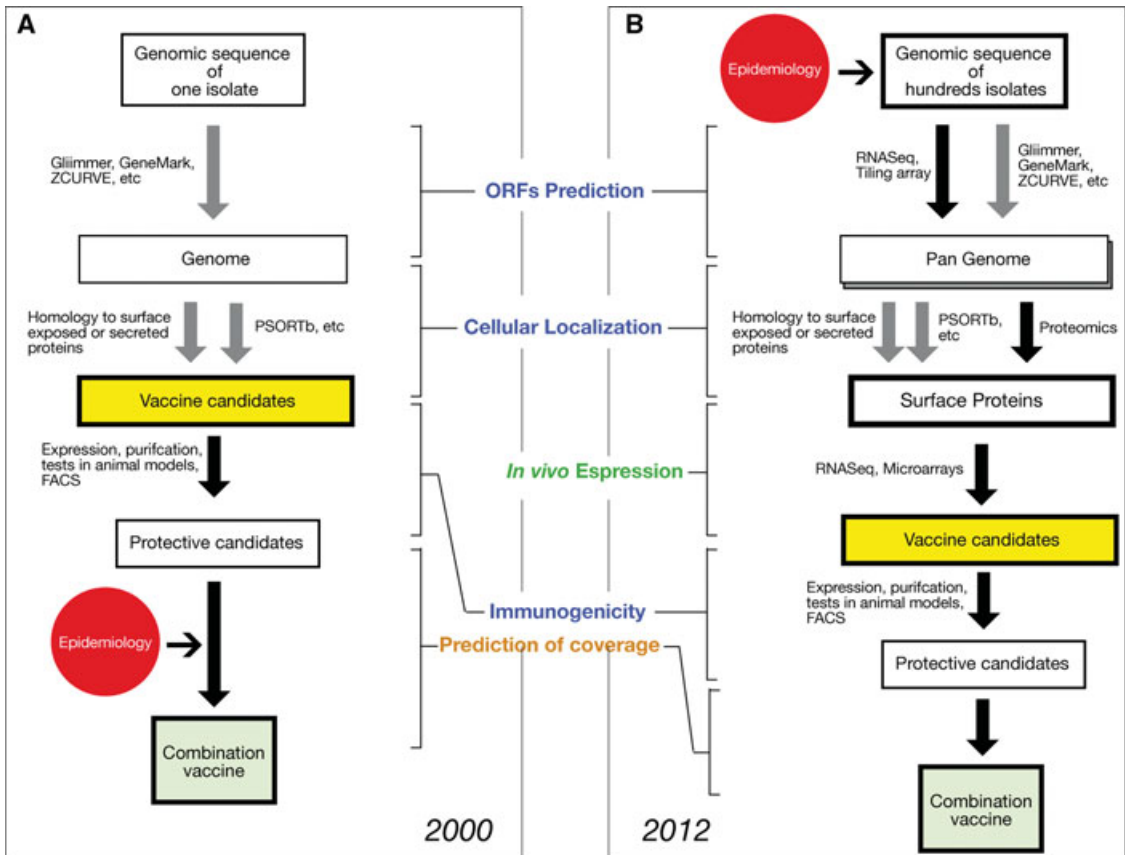 A
Genomic sequence
of
one isolate
Gliimmer, GeneMark,
ZCURVE, etc
Genome
Homology to surface
exposed or secreted
proteins
PSORTb, etc
Vaccine candidates
Expression, purifcation,
tests in animal models,
FACS
Protective candidates
Epidemiology
Combination
vaccine
2000
ORFs Prediction
Cellular Localization
In vivo Espression
Immunogenicity
Prediction of coverage
B
Epidemiology
Genomic sequence
of
hundreds isolates
RNASeq,
Tiling array
Gliimmer,
GeneMark,
ZCURVE, etc
Pan Genome
Homology to surface
exposed or secreted
proteins
PSORTb,
etc
Proteomics
Surface Proteins
RNASeq, Microarrays
Vaccine candidates
Expression, purifcation,
tests in animal models,
FACS
Protective candidates
Combination
vaccine
2012